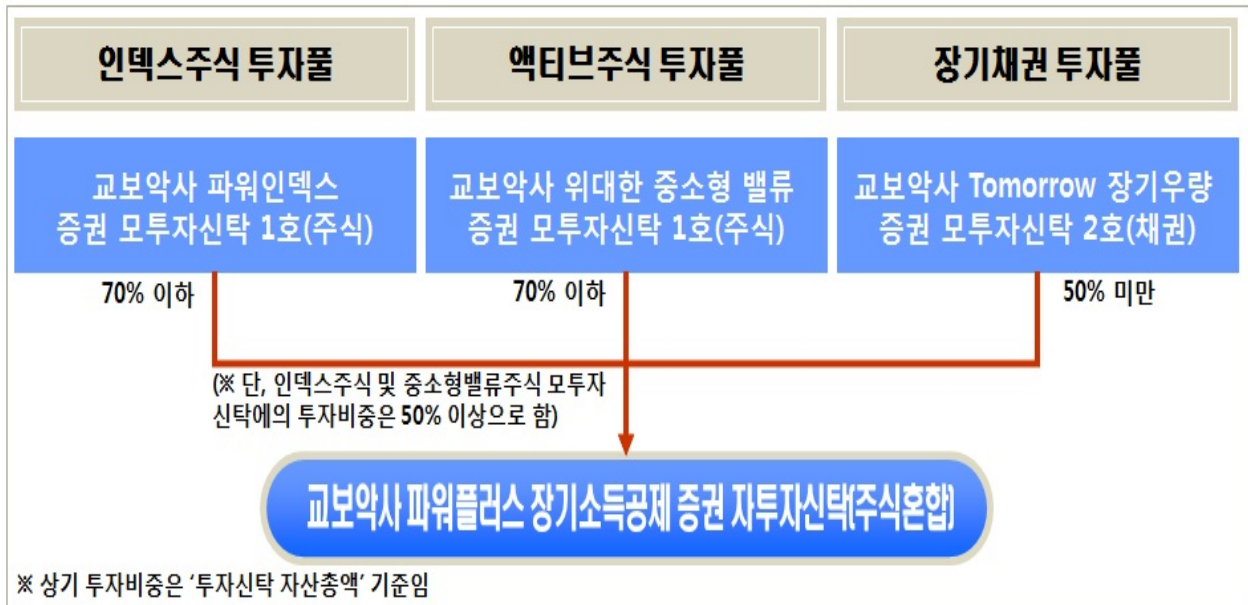 인덱스주식 투자풀
액티브주식 투자풀
장기채권 투자풀
교보악사 파워인덱스
증권 모투자신탁 1호(주식)
교보악사 위대한 중소형 밸류
증권 모투자신탁 1호(주식)
교보악사 Tomorrow 장기우량
증권 모투자신탁 2호(채권)
70% 이하
70% 이하
50% 미만
(※ 단, 인덱스주식 및 중소형밸류주식 모투자
신탁에의 투자비중은 50% 이상으로 함)
교보악사 파워플러스 장기소득공제 증권 자투자신탁(주식혼합)
※ 상기 투자비중은 ‘투자신탁 자산총액’ 기준임